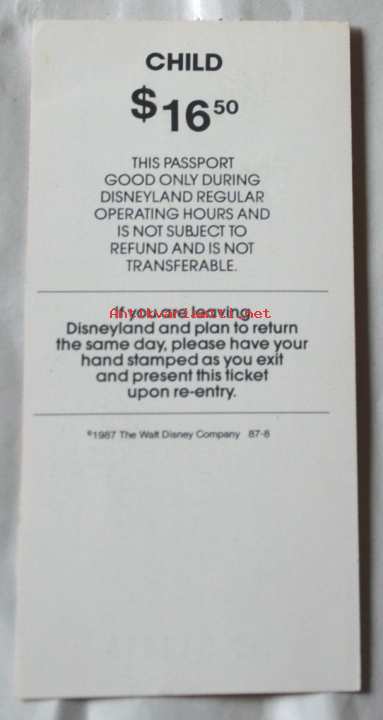 CHILD
$16 50
THIS PASSPORT
GOOD ONLY DURING
DISNEYLAND REGULAR
OPERATING HOURS AND
IS NOT SUBJECT TO
REFUND AND IS NOT
TRANSFERABLE.
If you are leaving
Antikvariaatti.net
Disneyland and plan to return
the same day, please have your
hand stamped as you exit
and present this ticket
upon re-entry.
©1987 The Walt Disney Company 87-8